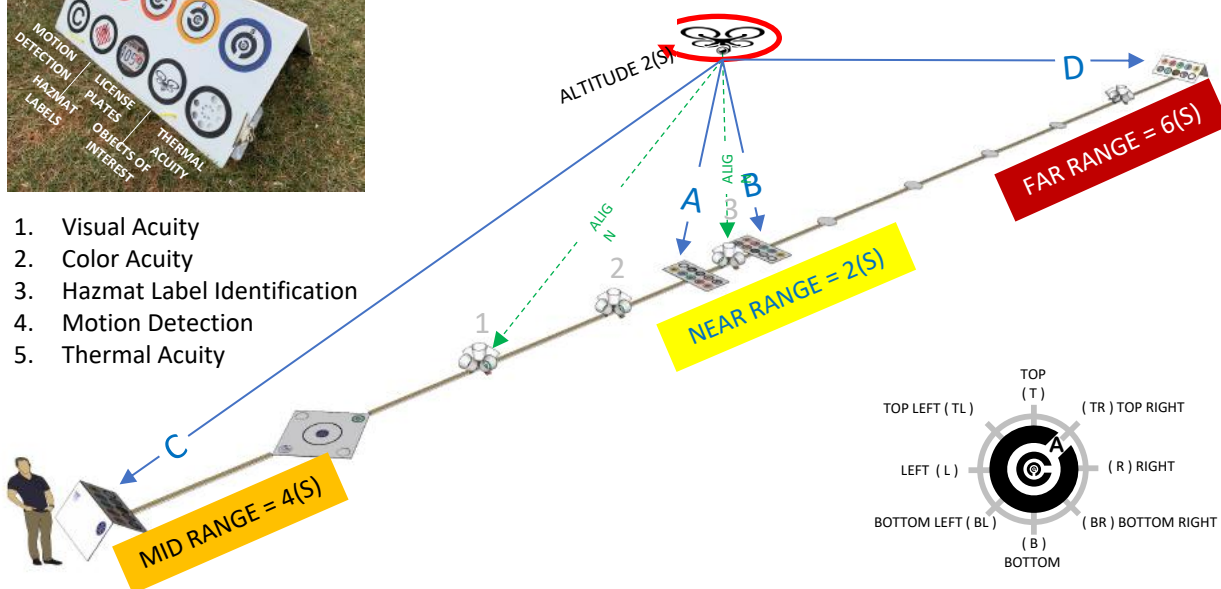 MOTION
DETECTION
HAZMAT
LABELS
LICENSE
PLATES
OBJECTS OF
INTEREST
THERMAL
ACUITY
ALTITUDE 2(S)
D
FAR RANGE = 6(S)
ALIG
N
ALIG
A
B
3
2
1
NEAR RANGE = 2(S)
1. Visual Acuity
2. Color Acuity
3. Hazmat Label Identification
4. Motion Detection
5. Thermal Acuity
C
MID RANGE = 4(S)
TOP
( T )
TOP LEFT ( TL )
( TR ) TOP RIGHT
A
LEFT ( L )
( R ) RIGHT
BOTTOM LEFT ( BL )
( BR ) BOTTOM RIGHT
( B )
BOTTOM